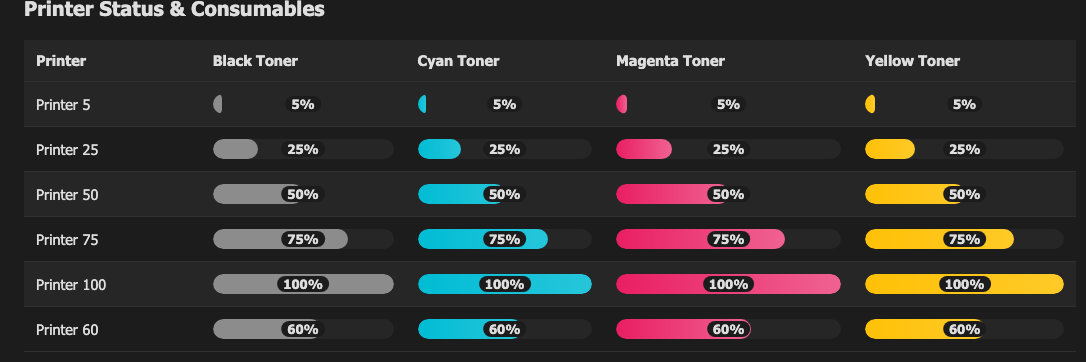 Printer Status & Consumables
Printer Black Toner Cyan Toner Magenta Toner Yellow Toner
Printer 5 5% 5% 5% 5%
Printer 25 25% 25% 25% 25%
Printer 50 50% 50% 50% 50%
Printer 75 75% 75% 75% 75%
Printer 100 100% 100% 100% 100%
Printer 60 60% 60% 60% 60%